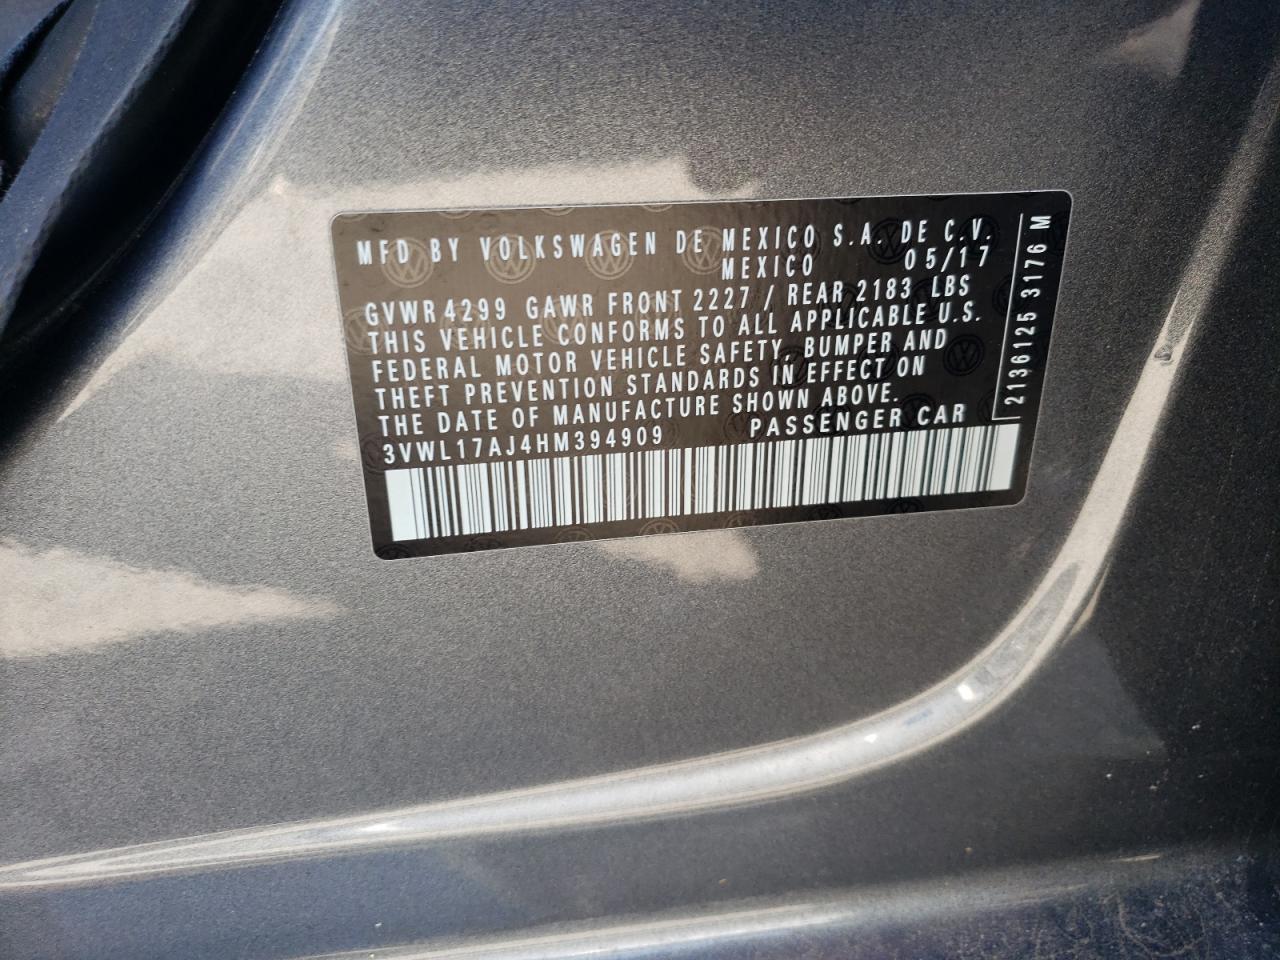 MFD BY VOLKSWAGEN DE MEXICO S.A. DE C.V.
MEXICO 05/17
GVWR 4299 GAWR FRONT 2227 / REAR 2183 LBS
THIS VEHICLE CONFORMS TO ALL APPLICABLE U.S.
FEDERAL MOTOR VEHICLE SAFETY, BUMPER AND
THEFT PREVENTION STANDARDS IN EFFECT ON
THE DATE OF MANUFACTURE SHOWN ABOVE.
3VWL17AJ4HM394909 PASSENGER CAR
2136125 3176 M